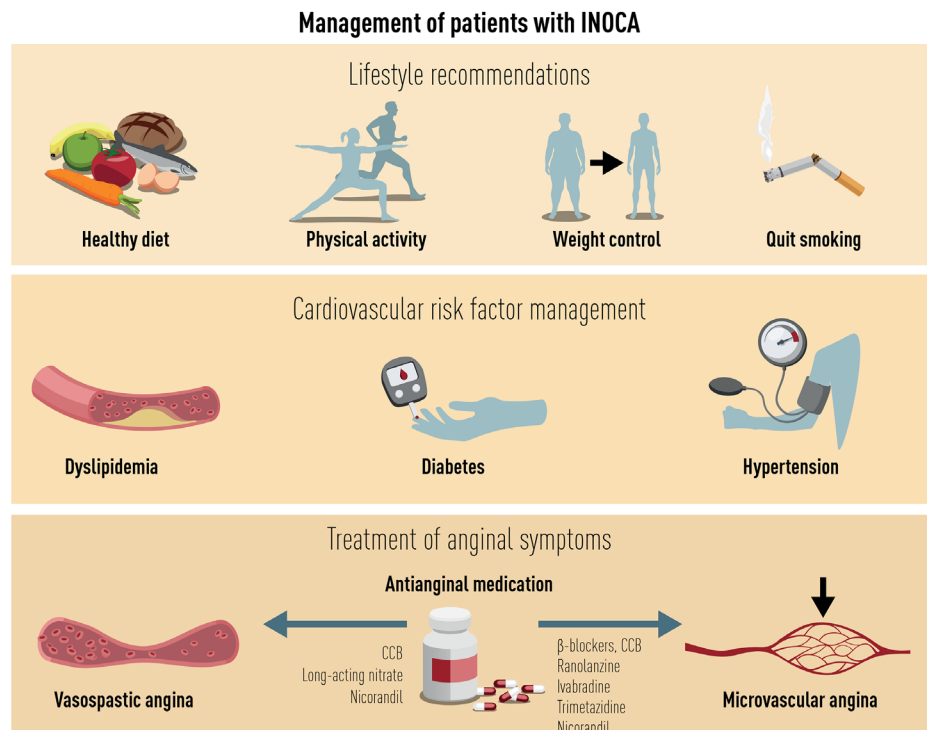 Management of patients with INOCA
Lifestyle recommendations
Healthy diet
Physical activity
Weight control
Quit smoking
Cardiovascular risk factor management
Dyslipidemia
Diabetes
Hypertension
Treatment of anginal symptoms
Antianginal medication
CCB
Long-acting nitrate
Nicorandil
β-blockers, CCB
Ranolanzine
Ivabradine
Trimetazidine
Nicorandil
Vasospastic angina
Microvascular angina